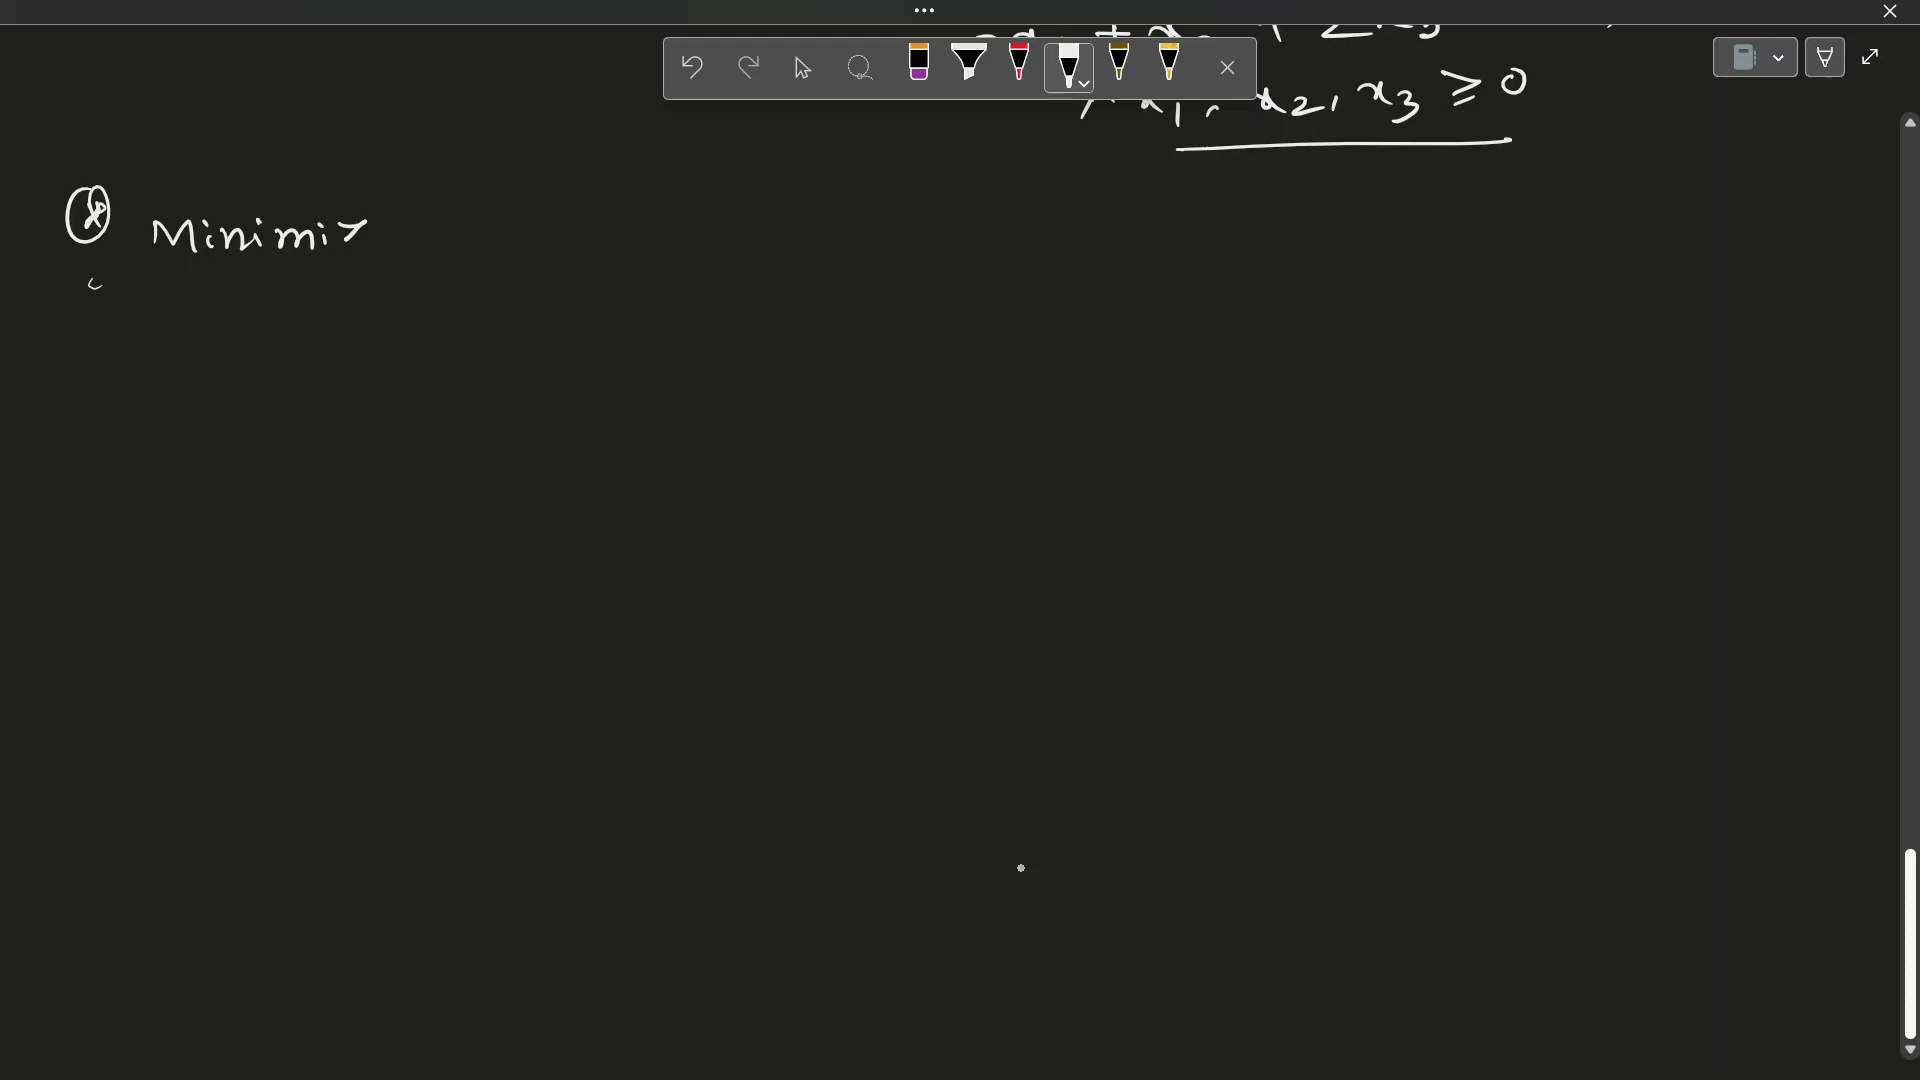 x1, x2, x3 ≥ 0
* Minimiz